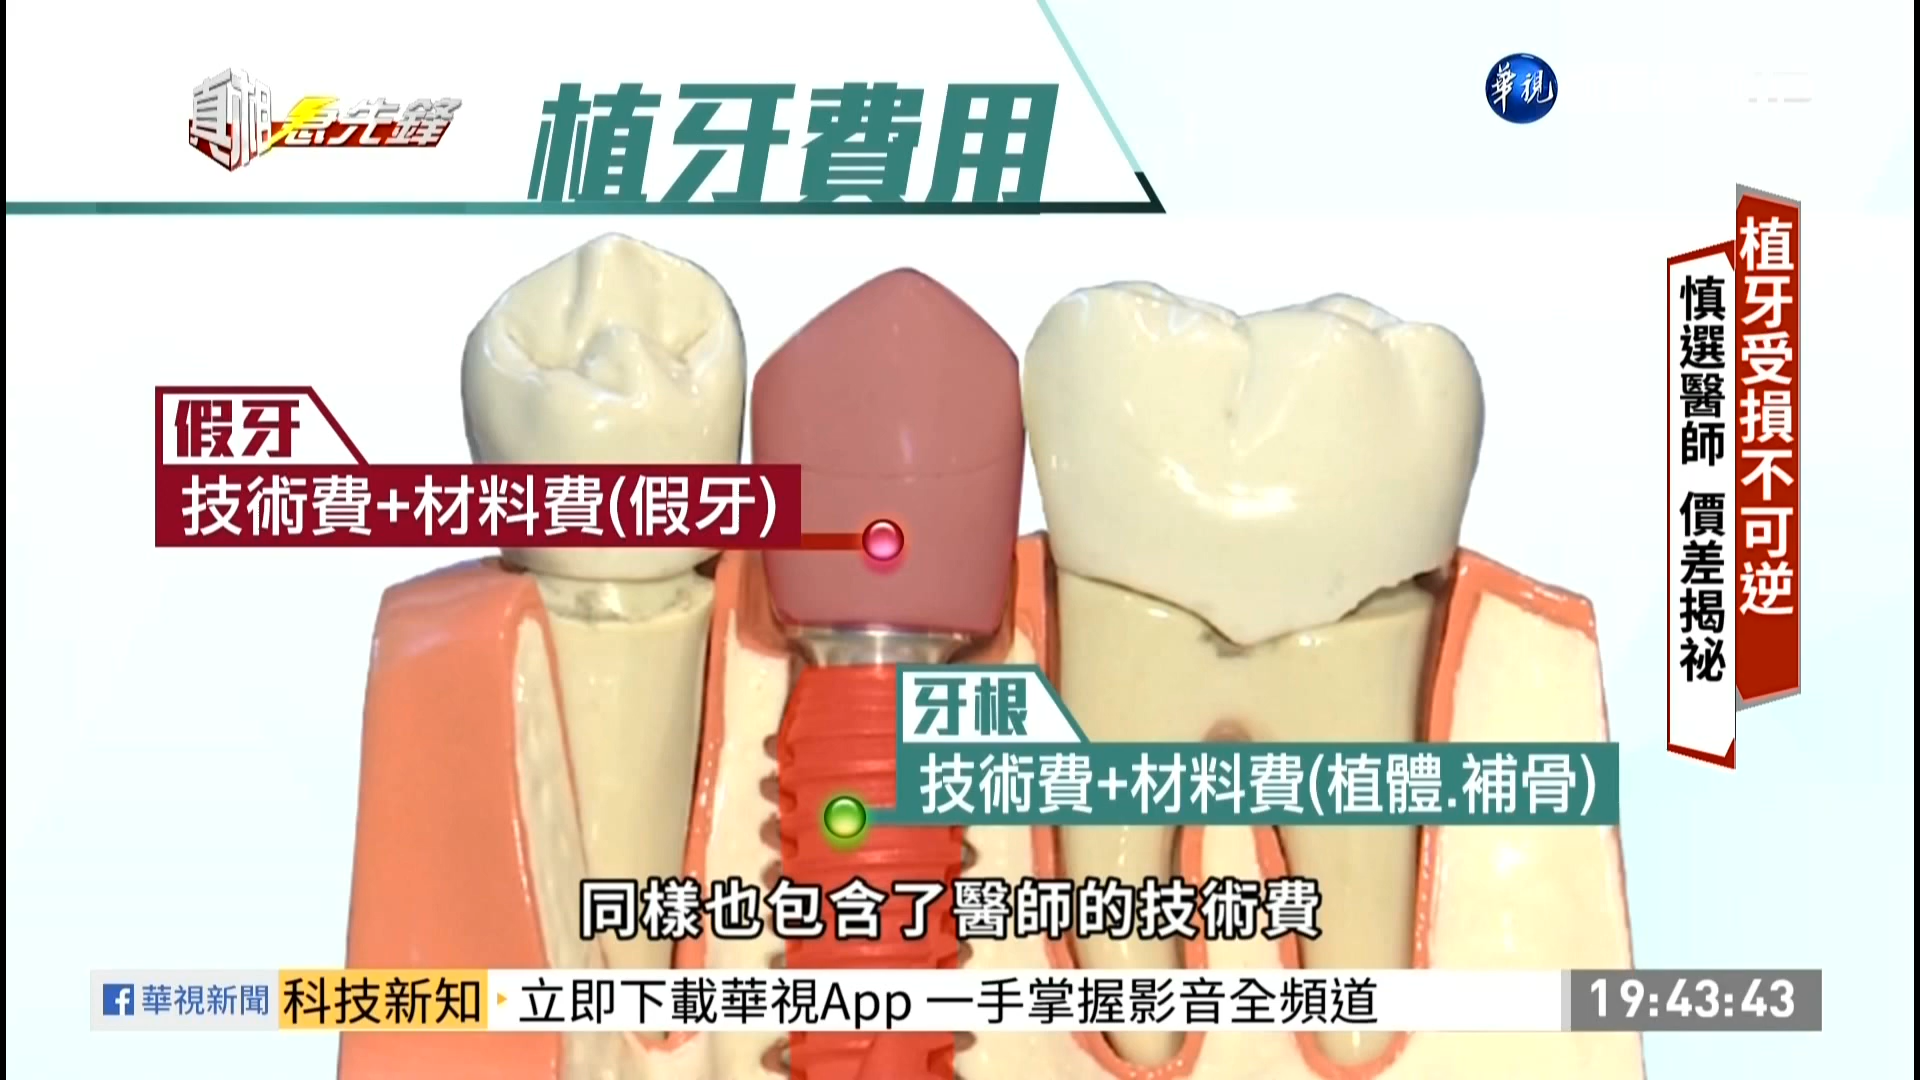 真相急先鋒
植牙費用
華視
植牙受損不可逆
慎選醫師 價差揭祕
假牙
技術費+材料費(假牙)
牙根
技術費+材料費(植體.補骨)
同樣也包含了醫師的技術費
華視新聞 科技新知 立即下載華視App 一手掌握影音全頻道 19:43:43